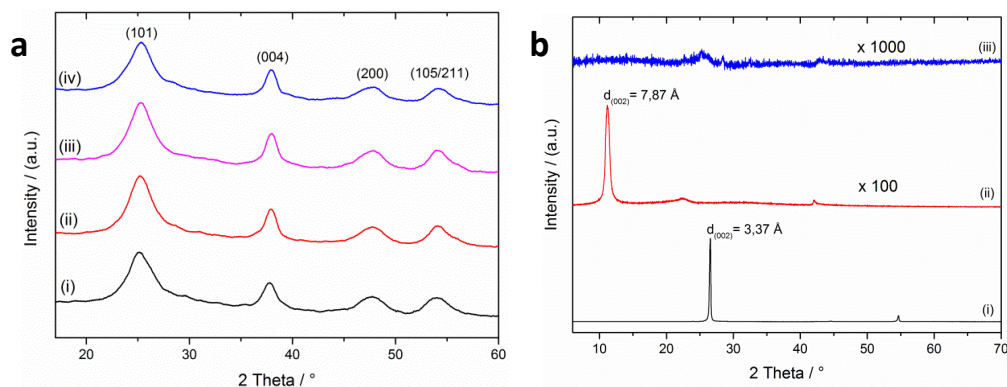 a
(101)
(004)
(200)
(105/211)
(iv)
(iii)
(ii)
(i)
Intensity / (a.u.)
20
30
40
50
60
2 Theta / °
b
x 1000
(iii)
d(002)= 7,87 Å
x 100
(ii)
d(002)= 3,37 Å
(i)
Intensity / (a.u.)
10
20
30
40
50
60
70
2 Theta / °